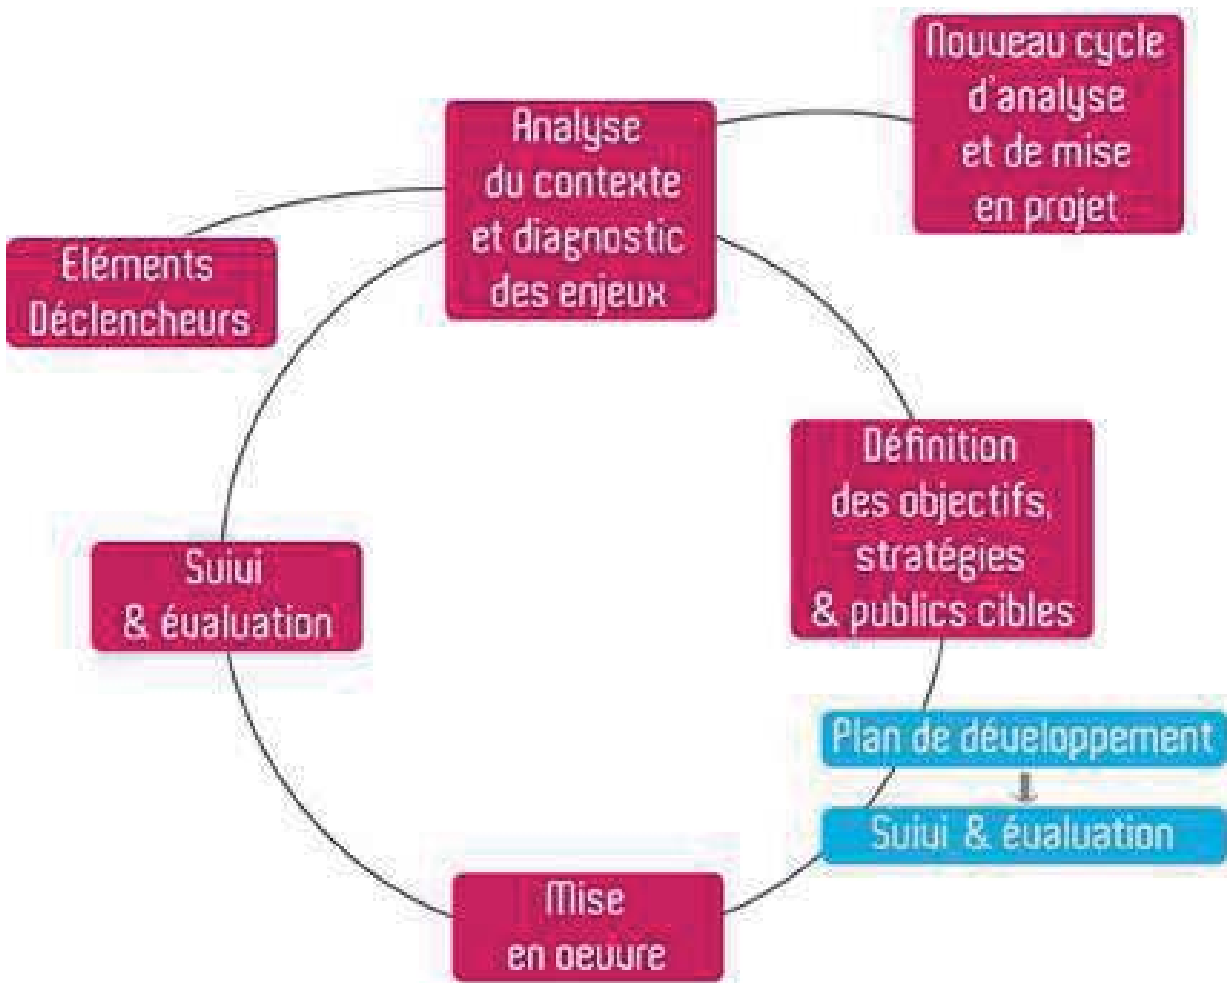 Nouveau cycle
d'analyse
et de mise
en projet
Analyse
du contexte
et diagnostic
des enjeux
Eléments
Déclencheurs
Définition
des objectifs,
stratégies
& publics cibles
Suivi
& évaluation
Plan de développement
Suivi & évaluation
Mise
en oeuvre